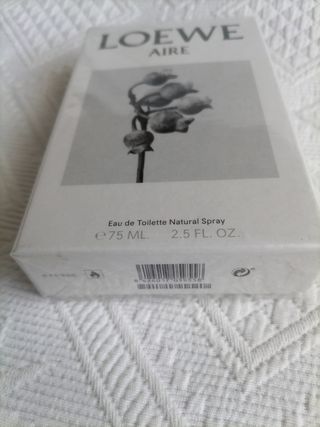 LOEWE
AIRE
Eau de Toilette Natural Spray
℮75 ML. 2.5 FL. OZ.